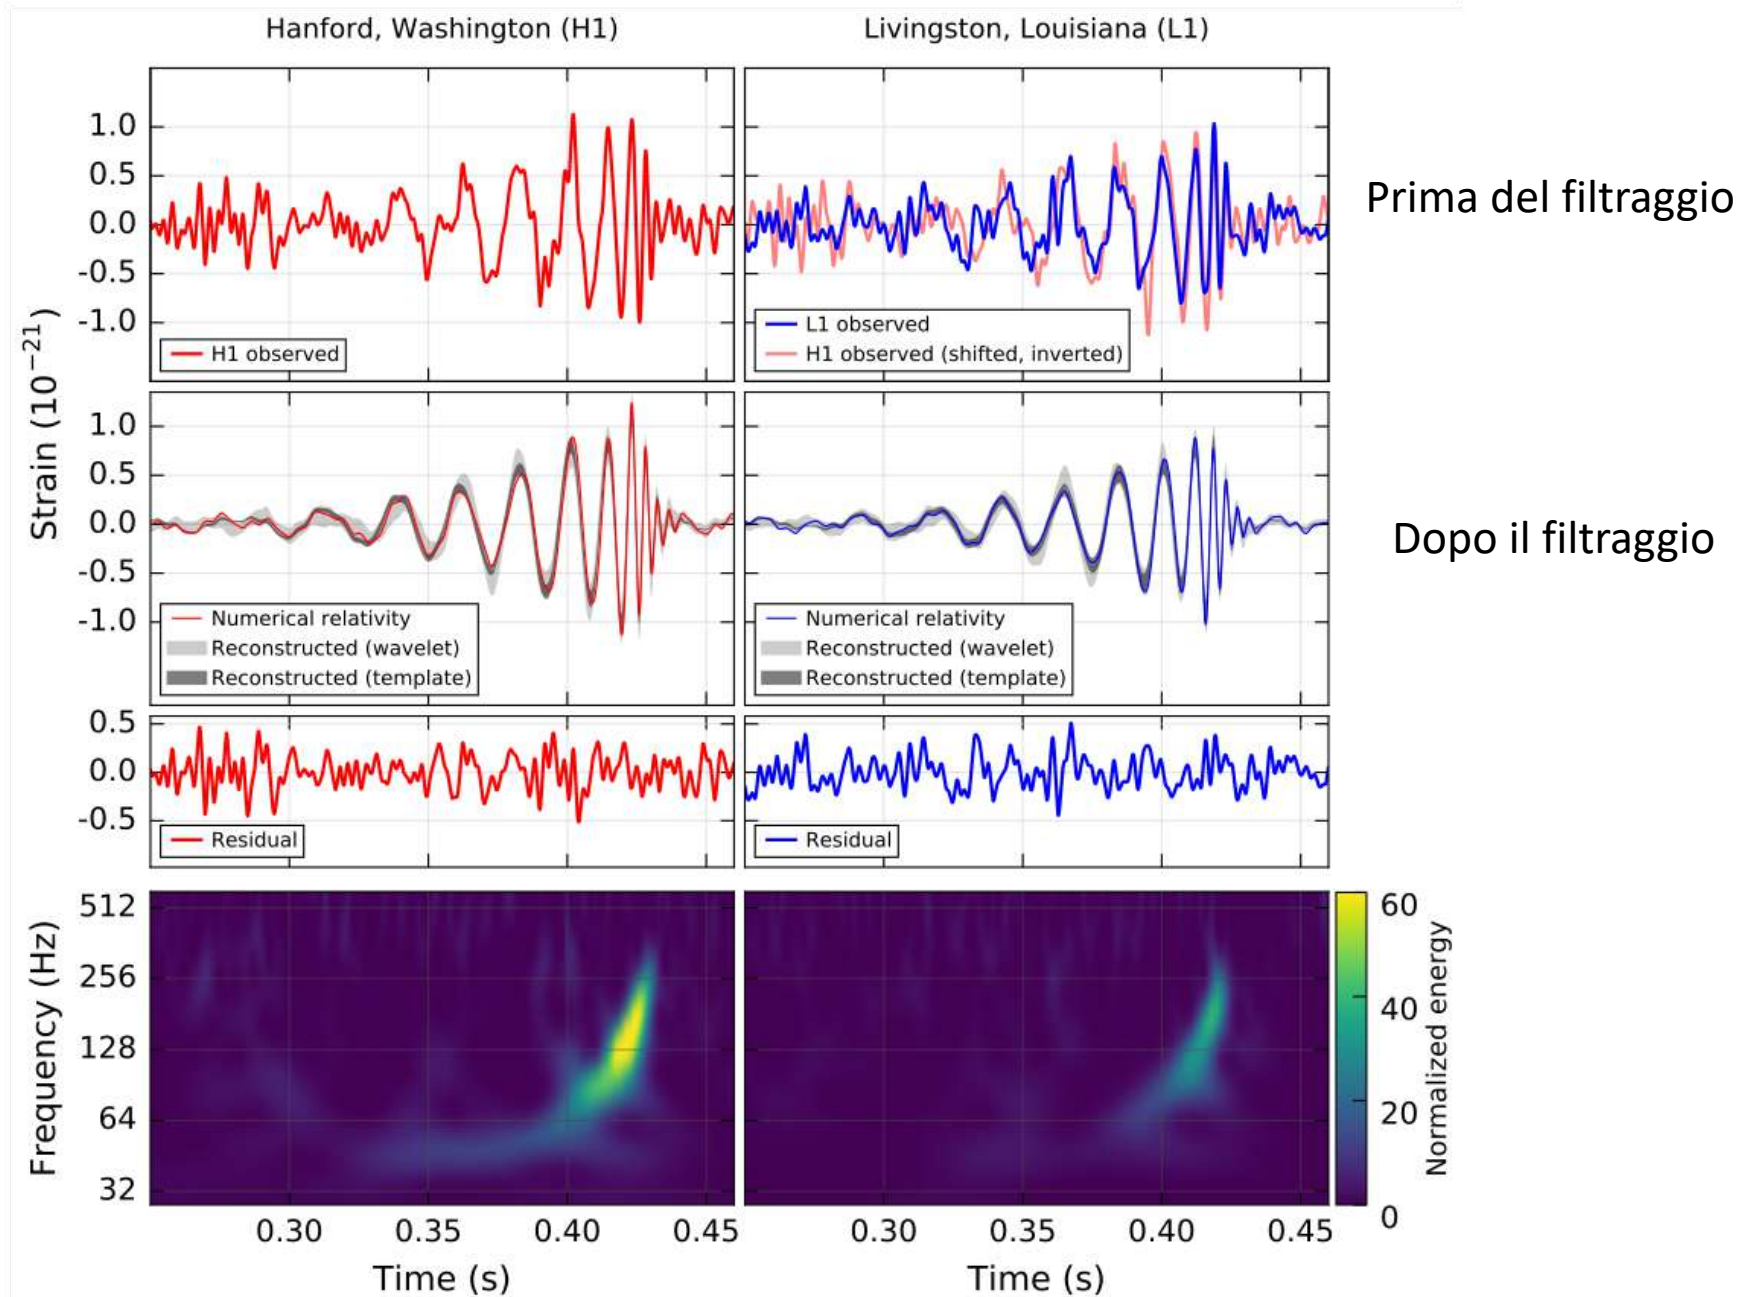 Hanford, Washington (H1)
Livingston, Louisiana (L1)
Strain (10⁻²¹)
1.0
0.5
0.0
-0.5
-1.0
H1 observed
L1 observed
H1 observed (shifted, inverted)
Prima del filtraggio
1.0
0.5
0.0
-0.5
-1.0
Numerical relativity
Reconstructed (wavelet)
Reconstructed (template)
Numerical relativity
Reconstructed (wavelet)
Reconstructed (template)
Dopo il filtraggio
0.5
0.0
-0.5
Residual
Residual
Frequency (Hz)
512
256
128
64
32
60
40
20
0
Normalized energy
0.30 0.35 0.40 0.45
0.30 0.35 0.40 0.45
Time (s)
Time (s)